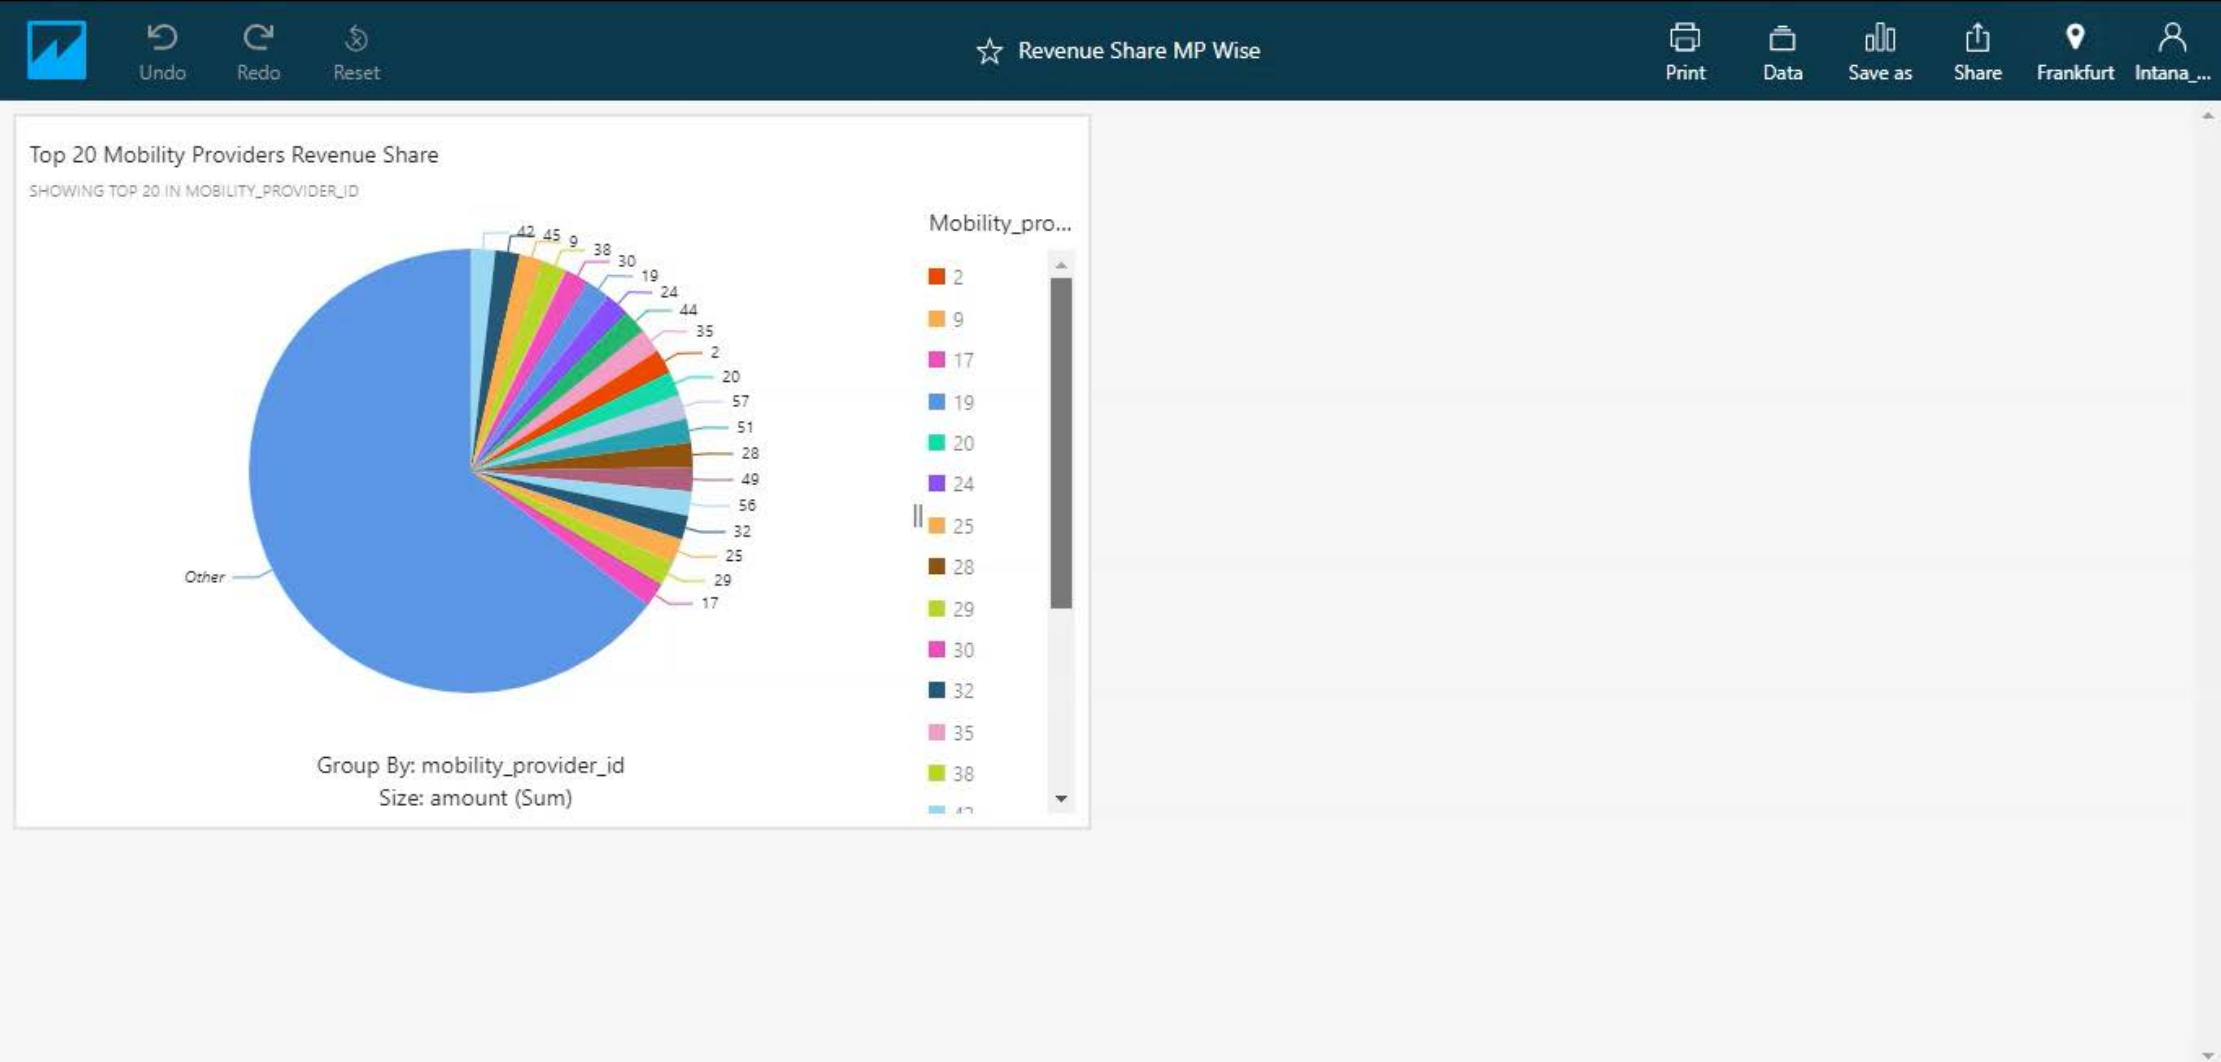 Undo
Redo
Reset
Revenue Share MP Wise
Print
Data
Save as
Share
Frankfurt
Intana_...
Top 20 Mobility Providers Revenue Share
SHOWING TOP 20 IN MOBILITY_PROVIDER_ID
42
45
9
38
30
19
24
44
35
2
20
57
51
28
49
56
32
25
29
17
Other
Group By: mobility_provider_id
Size: amount (Sum)
Mobility_pro...
2
9
17
19
20
24
25
28
29
30
32
35
38